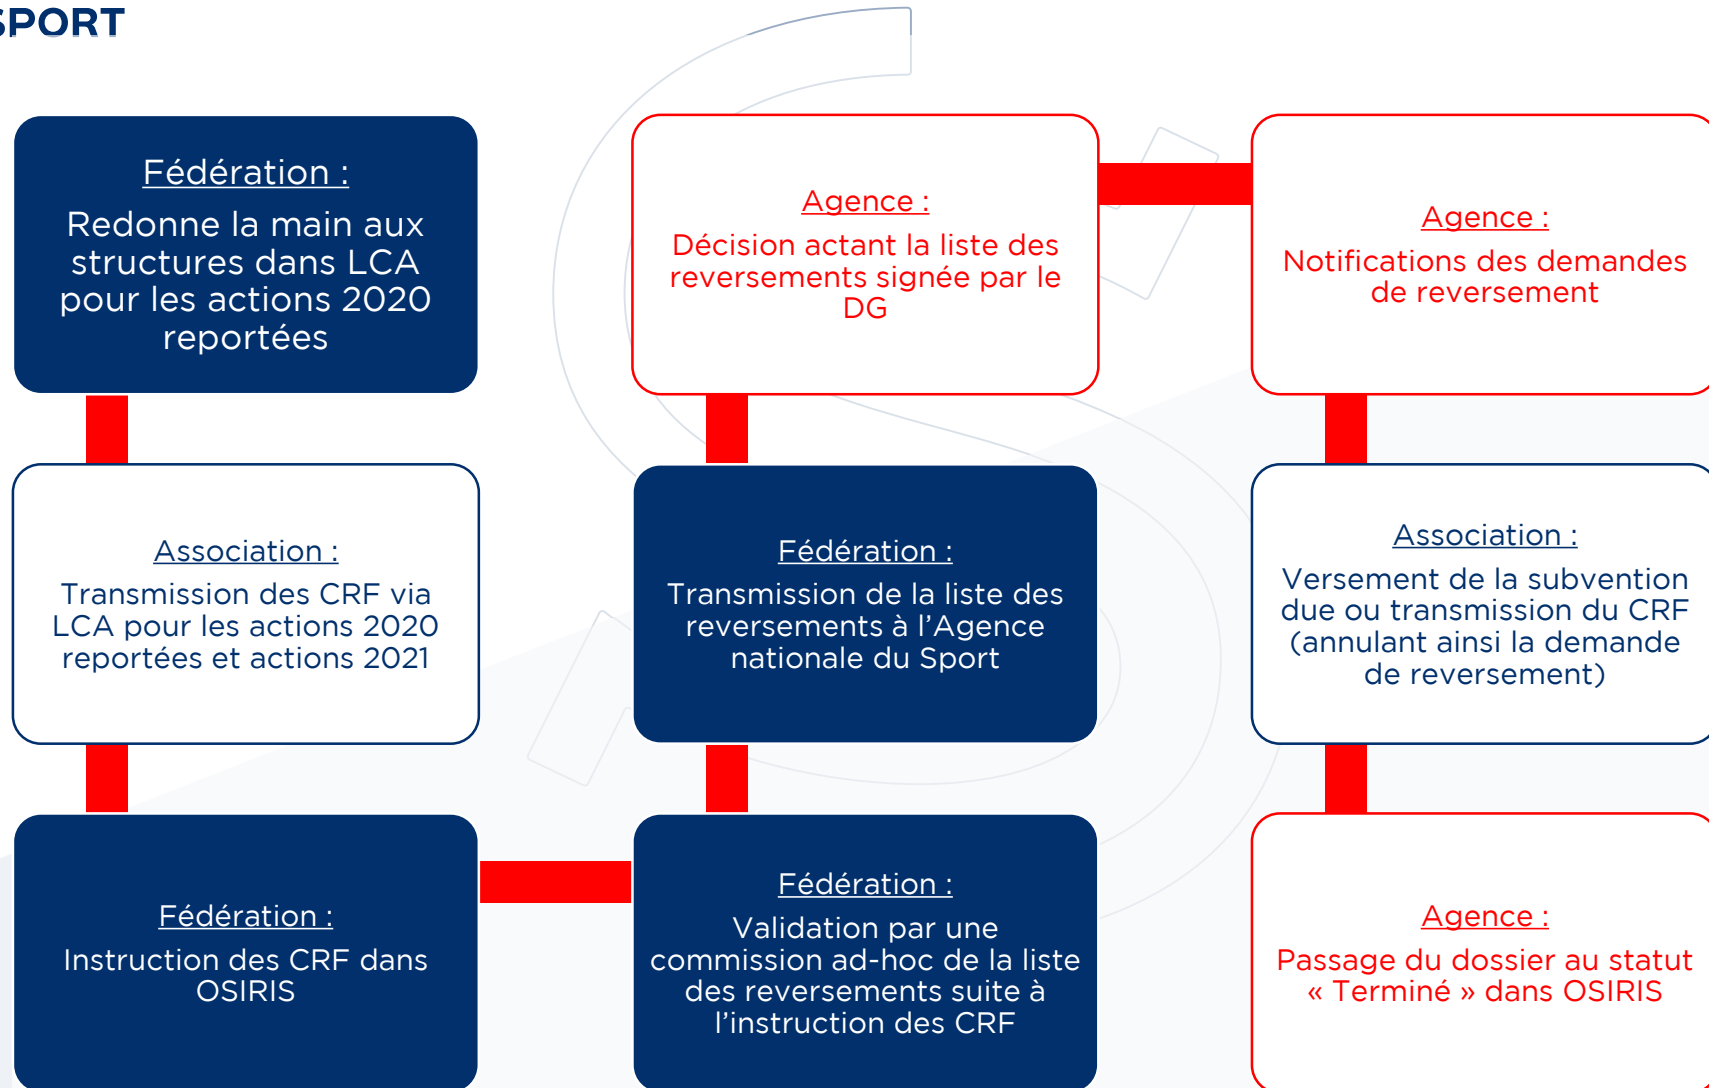 SPORT
Fédération :
Redonne la main aux
structures dans LCA
pour les actions 2020
reportées
Association :
Transmission des CRF via
LCA pour les actions 2020
reportées et actions 2021
Fédération :
Instruction des CRF dans
OSIRIS
Fédération :
Validation par une
commission ad-hoc de la liste
des reversements suite à
l’instruction des CRF
Fédération :
Transmission de la liste des
reversements à l’Agence
nationale du Sport
Agence :
Décision actant la liste des
reversements signée par le
DG
Agence :
Notifications des demandes
de reversement
Association :
Versement de la subvention
due ou transmission du CRF
(annulant ainsi la demande
de reversement)
Agence :
Passage du dossier au statut
« Terminé » dans OSIRIS